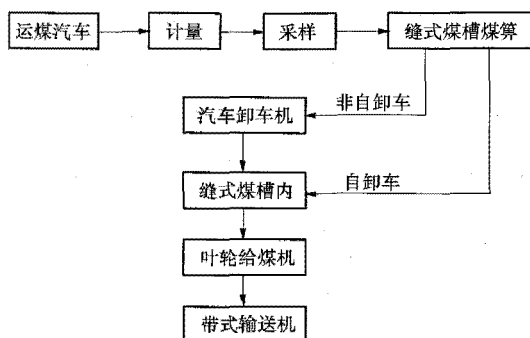 运煤汽车
计量
采样
缝式煤槽煤箅
汽车卸车机
非自卸车
缝式煤槽内
自卸车
叶轮给煤机
带式输送机